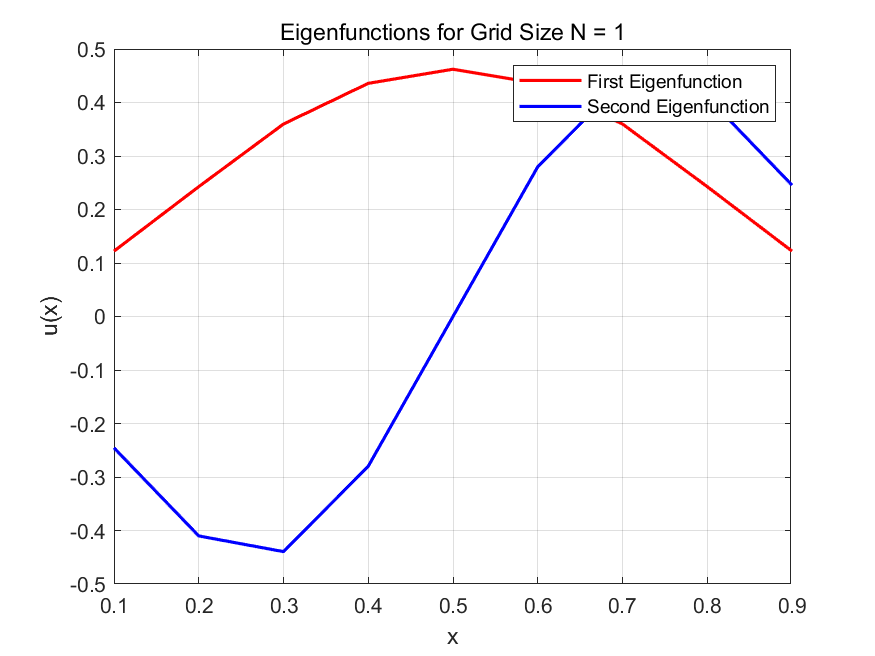 Eigenfunctions for Grid Size N = 1
First Eigenfunction
Second Eigenfunction
0.5
0.4
0.3
0.2
0.1
0
-0.1
-0.2
-0.3
-0.4
-0.5
u(x)
0.1 0.2 0.3 0.4 0.5 0.6 0.7 0.8 0.9
x